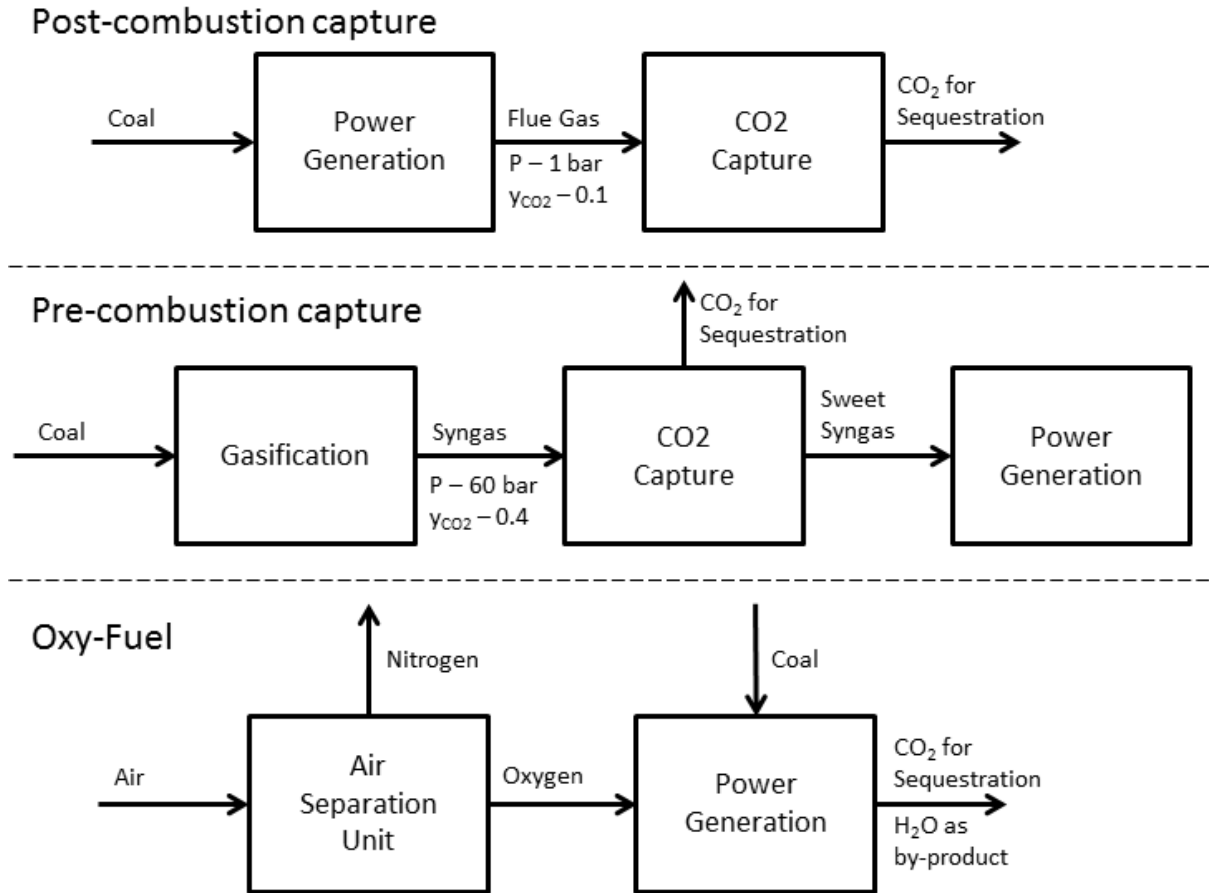 Post-combustion capture
Coal
Power
Generation
Flue Gas
P – 1 bar
yCO2 – 0.1
CO2
Capture
CO₂ for
Sequestration
Pre-combustion capture
CO₂ for
Sequestration
Coal
Gasification
Syngas
P – 60 bar
yCO2 – 0.4
CO2
Capture
Sweet
Syngas
Power
Generation
Oxy-Fuel
Nitrogen
Coal
Air
Air
Separation
Unit
Oxygen
Power
Generation
CO₂ for
Sequestration
H₂O as
by-product